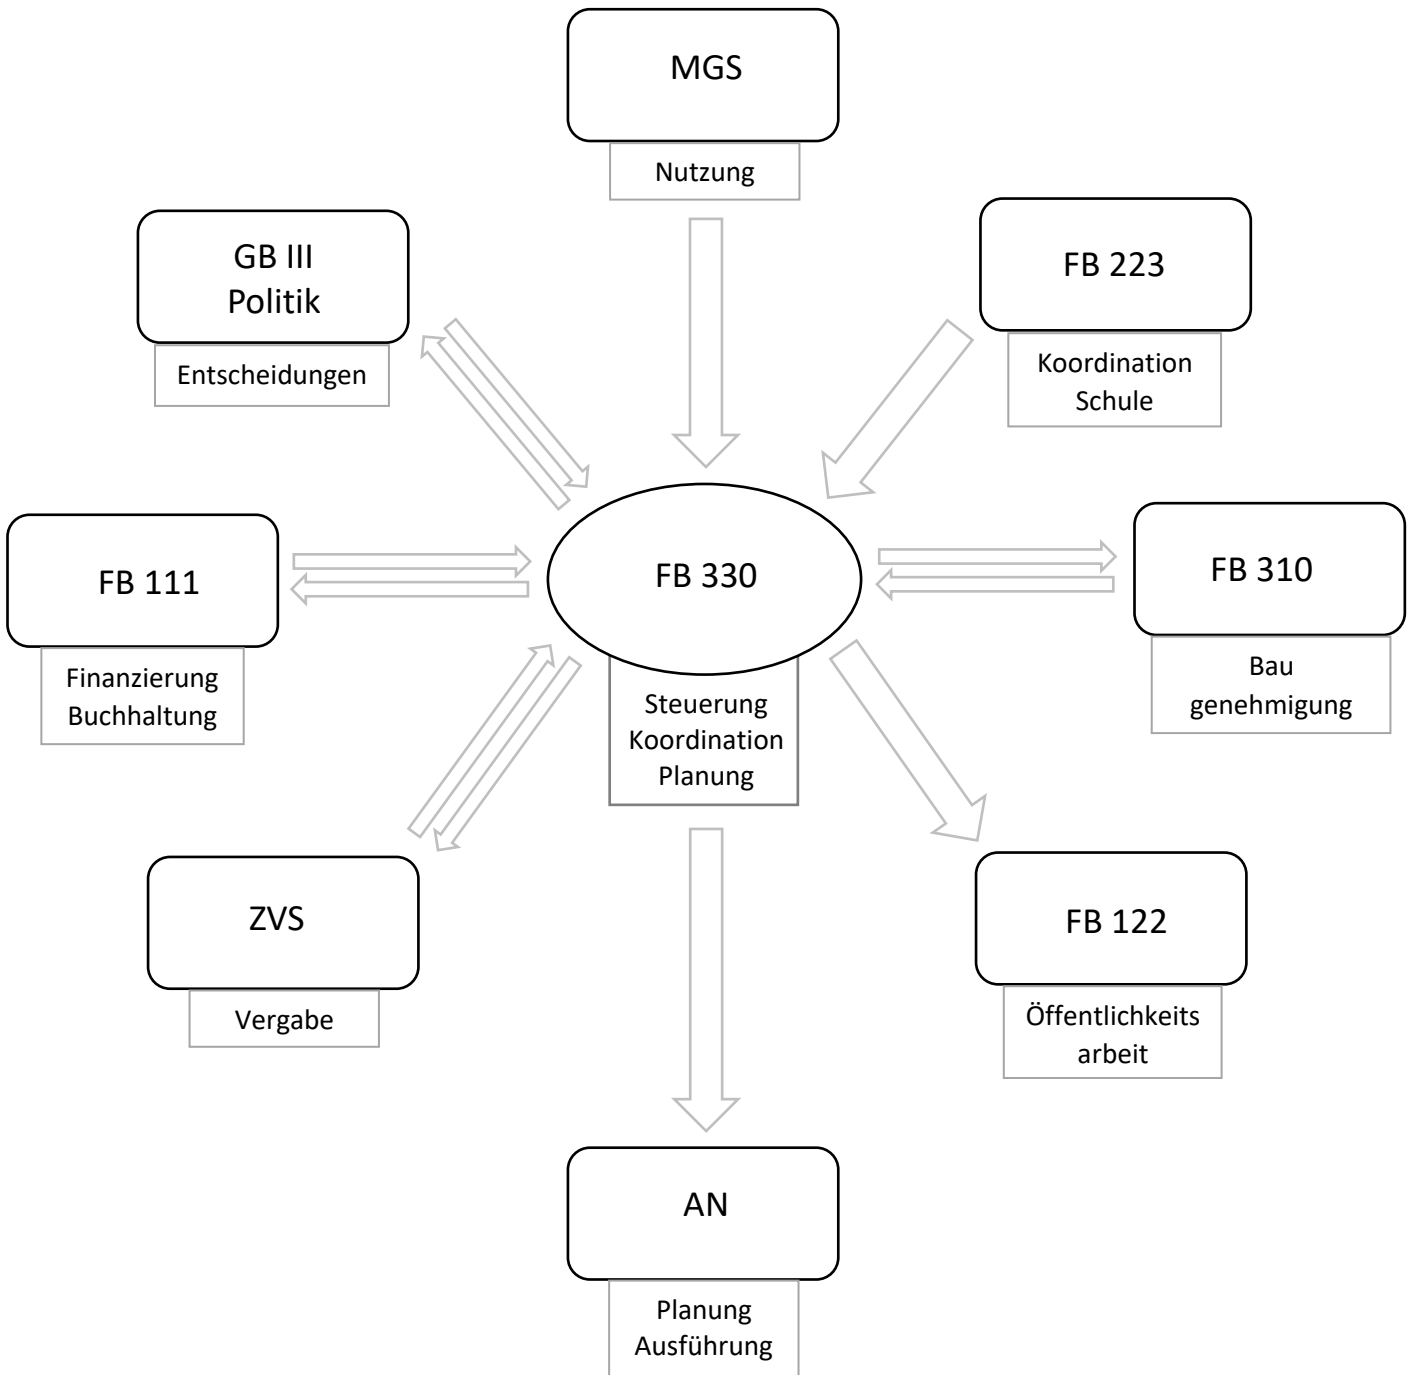 MGS
Nutzung
GB III
Politik
Entscheidungen
FB 223
Koordination
Schule
FB 111
Finanzierung
Buchhaltung
FB 330
Steuerung
Koordination
Planung
FB 310
Bau
genehmigung
ZVS
Vergabe
FB 122
Öffentlichkeits
arbeit
AN
Planung
Ausführung